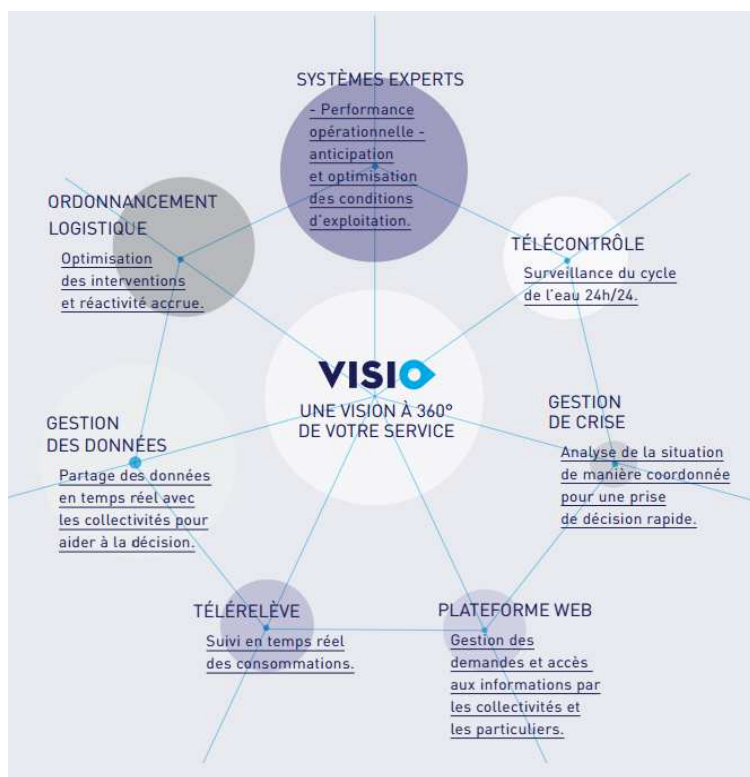 SYSTÈMES EXPERTS
- Performance
opérationnelle -
anticipation
et optimisation
des conditions
d'exploitation.
ORDONNANCEMENT
LOGISTIQUE
Optimisation
des interventions
et réactivité accrue.
TÉLÉCONTRÔLE
Surveillance du cycle
de l'eau 24h/24.
VISIO
UNE VISION À 360°
DE VOTRE SERVICE
GESTION
DES DONNÉES
Partage des données
en temps réel avec
les collectivités pour
aider à la décision.
GESTION
DE CRISE
Analyse de la situation
de manière coordonnée
pour une prise
de décision rapide.
TÉLÉRELÈVE
Suivi en temps réel
des consommations.
PLATEFORME WEB
Gestion des
demandes et accès
aux informations par
les collectivités et
les particuliers.